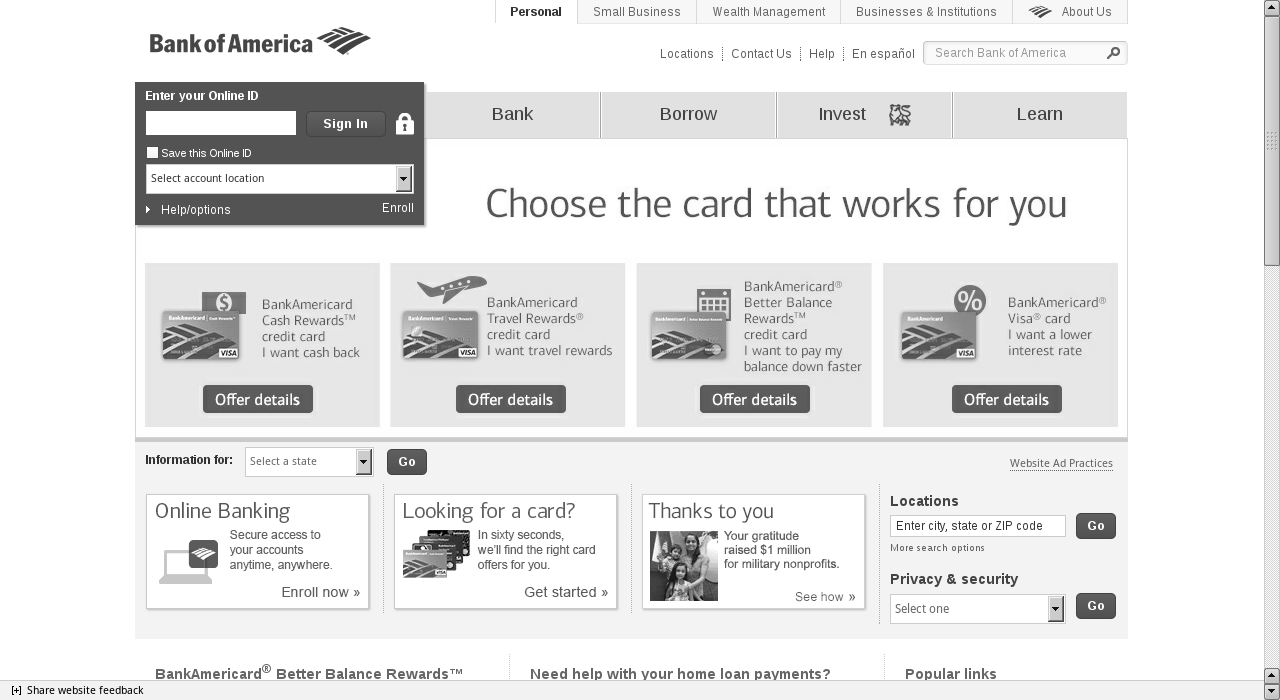 Personal
Small Business
Wealth Management
Businesses & Institutions
About Us
Bank of America
Locations
Contact Us
Help
En español
Search Bank of America
Enter your Online ID
Sign In
Save this Online ID
Select account location
Help/options
Enroll
Bank
Borrow
Invest
Learn
Choose the card that works for you
BankAmericard
Cash Rewards™
credit card
I want cash back
Offer details
BankAmericard
Travel Rewards®
credit card
I want travel rewards
Offer details
BankAmericard®
Better Balance
Rewards™
credit card
I want to pay my
balance down faster
Offer details
BankAmericard®
Visa® card
I want a lower
interest rate
Offer details
Information for:
Select a state
Go
Website Ad Practices
Online Banking
Secure access to
your accounts
anytime, anywhere.
Enroll now »
Looking for a card?
In sixty seconds,
we'll find the right card
offers for you.
Get started »
Thanks to you
Your gratitude
raised $1 million
for military nonprofits.
See how »
Locations
Enter city, state or ZIP code
Go
More search options
Privacy & security
Select one
Go
BankAmericard® Better Balance Rewards™
Need help with your home loan payments?
Popular links
[+] Share website feedback